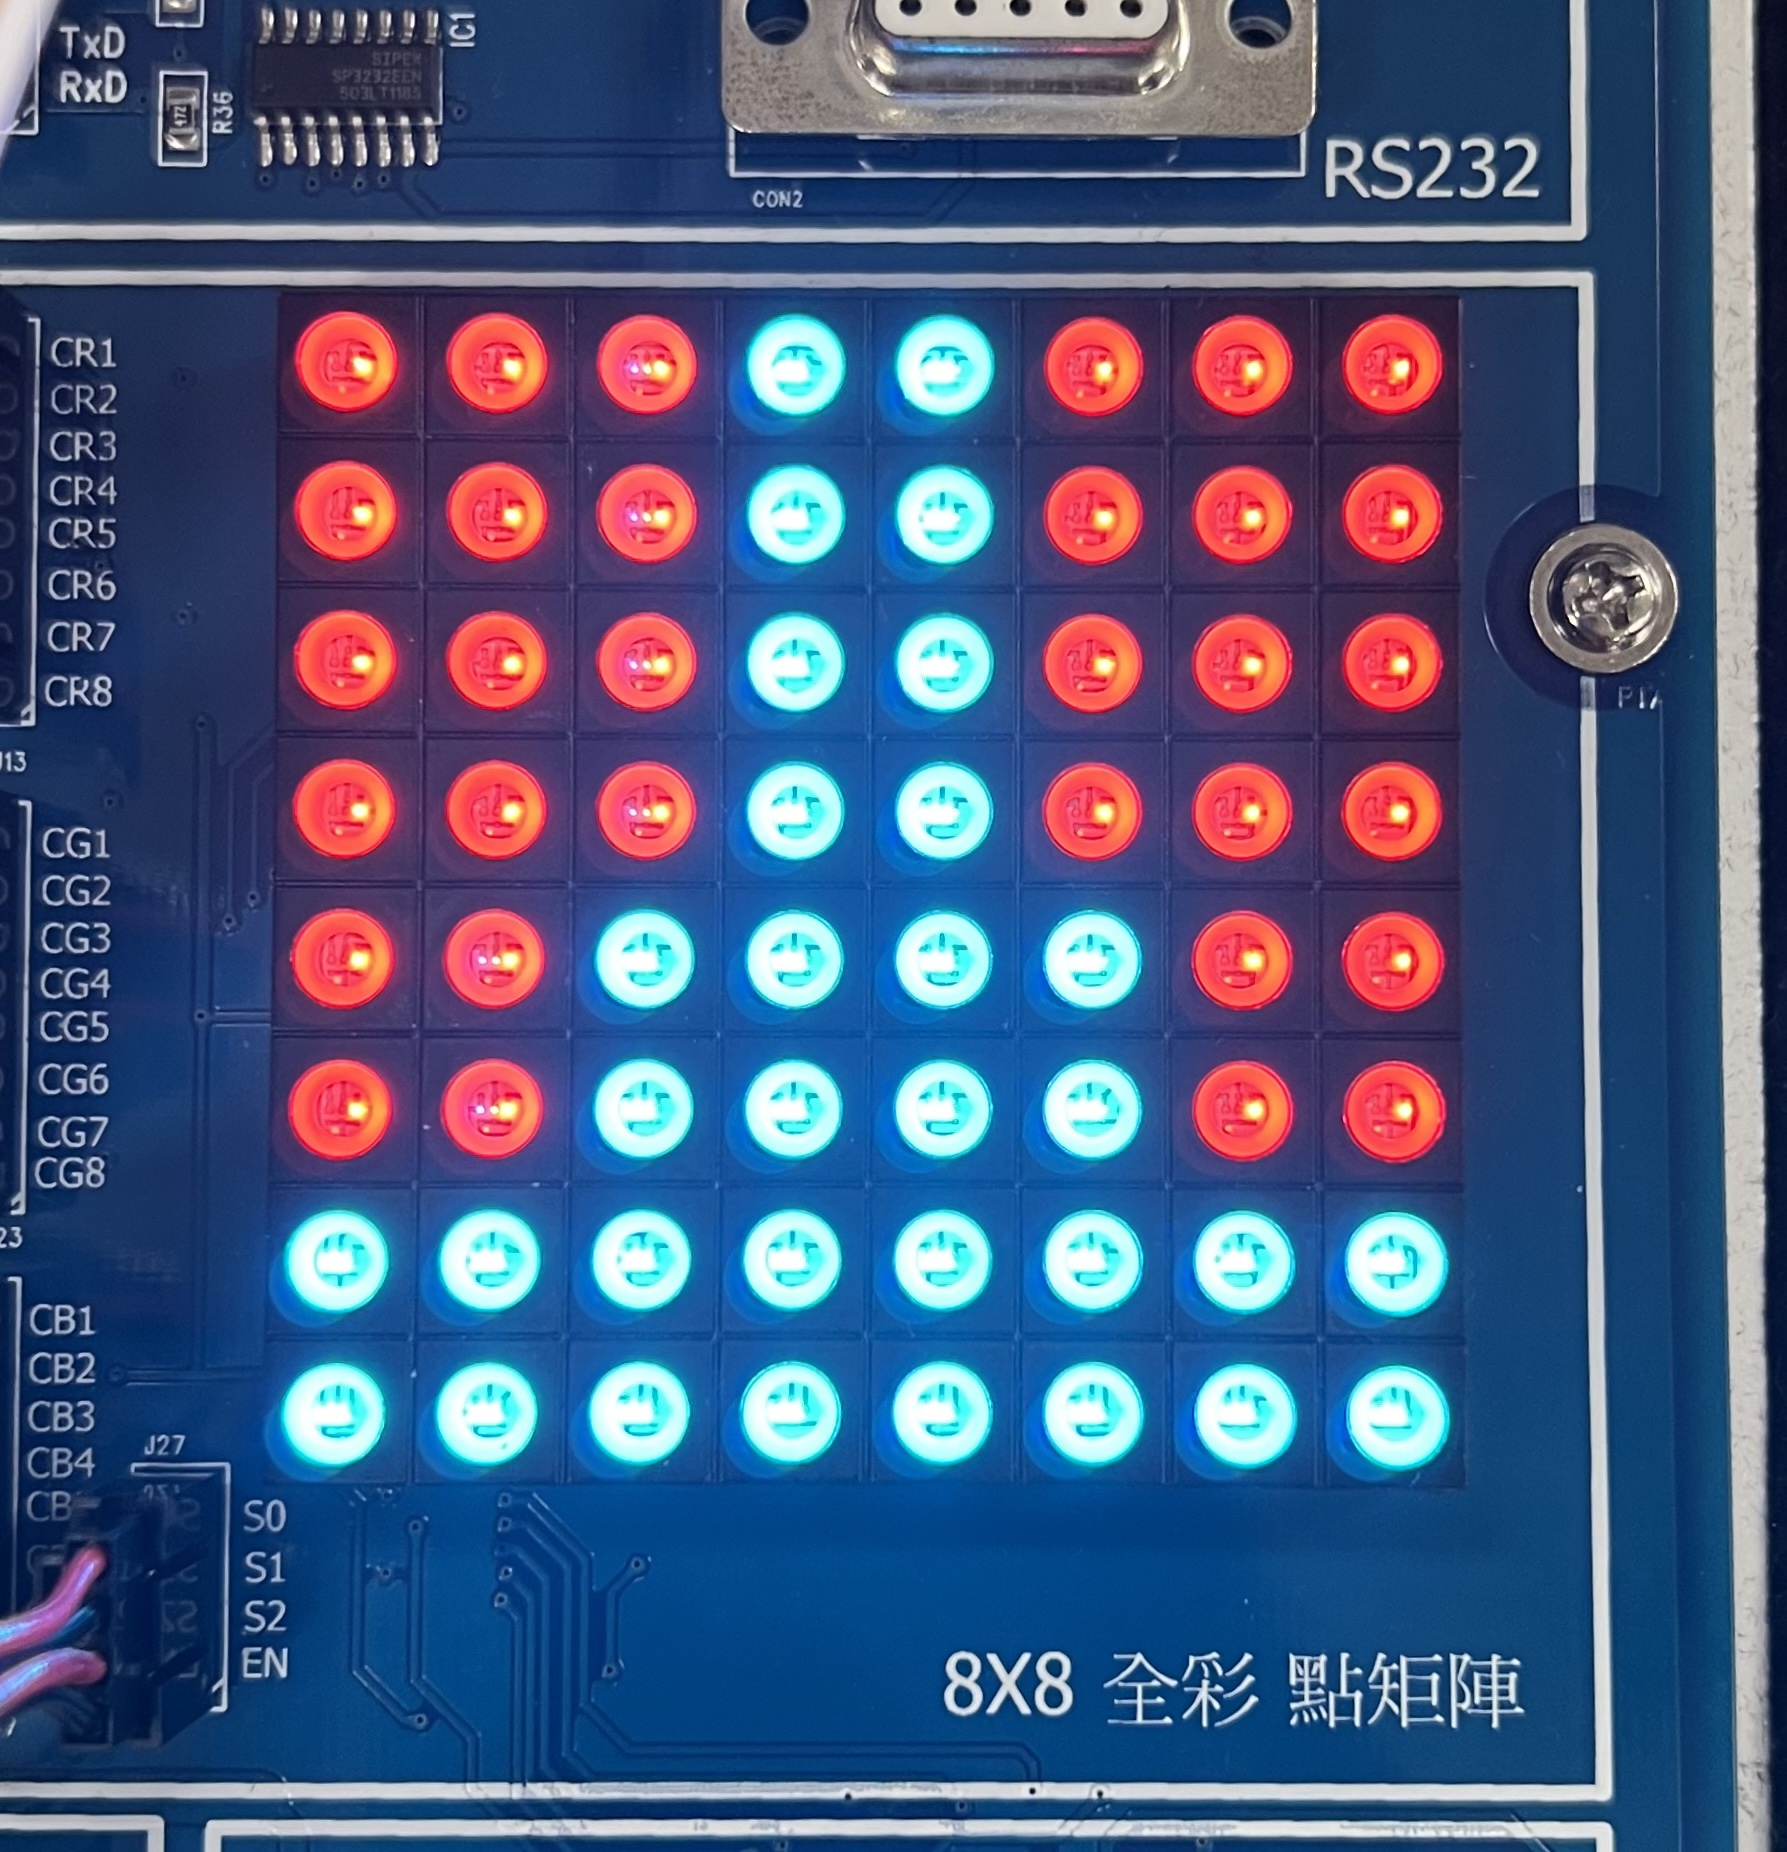 TxD
RxD
R36
SIPEX
SP3232EEN
IC1
CON2
RS232
CR1
CR2
CR3
CR4
CR5
CR6
CR7
CR8
J13
CG1
CG2
CG3
CG4
CG5
CG6
CG7
CG8
23
CB1
CB2
CB3
CB4
J27
S0
S1
S2
EN
8X8 全彩 點矩陣